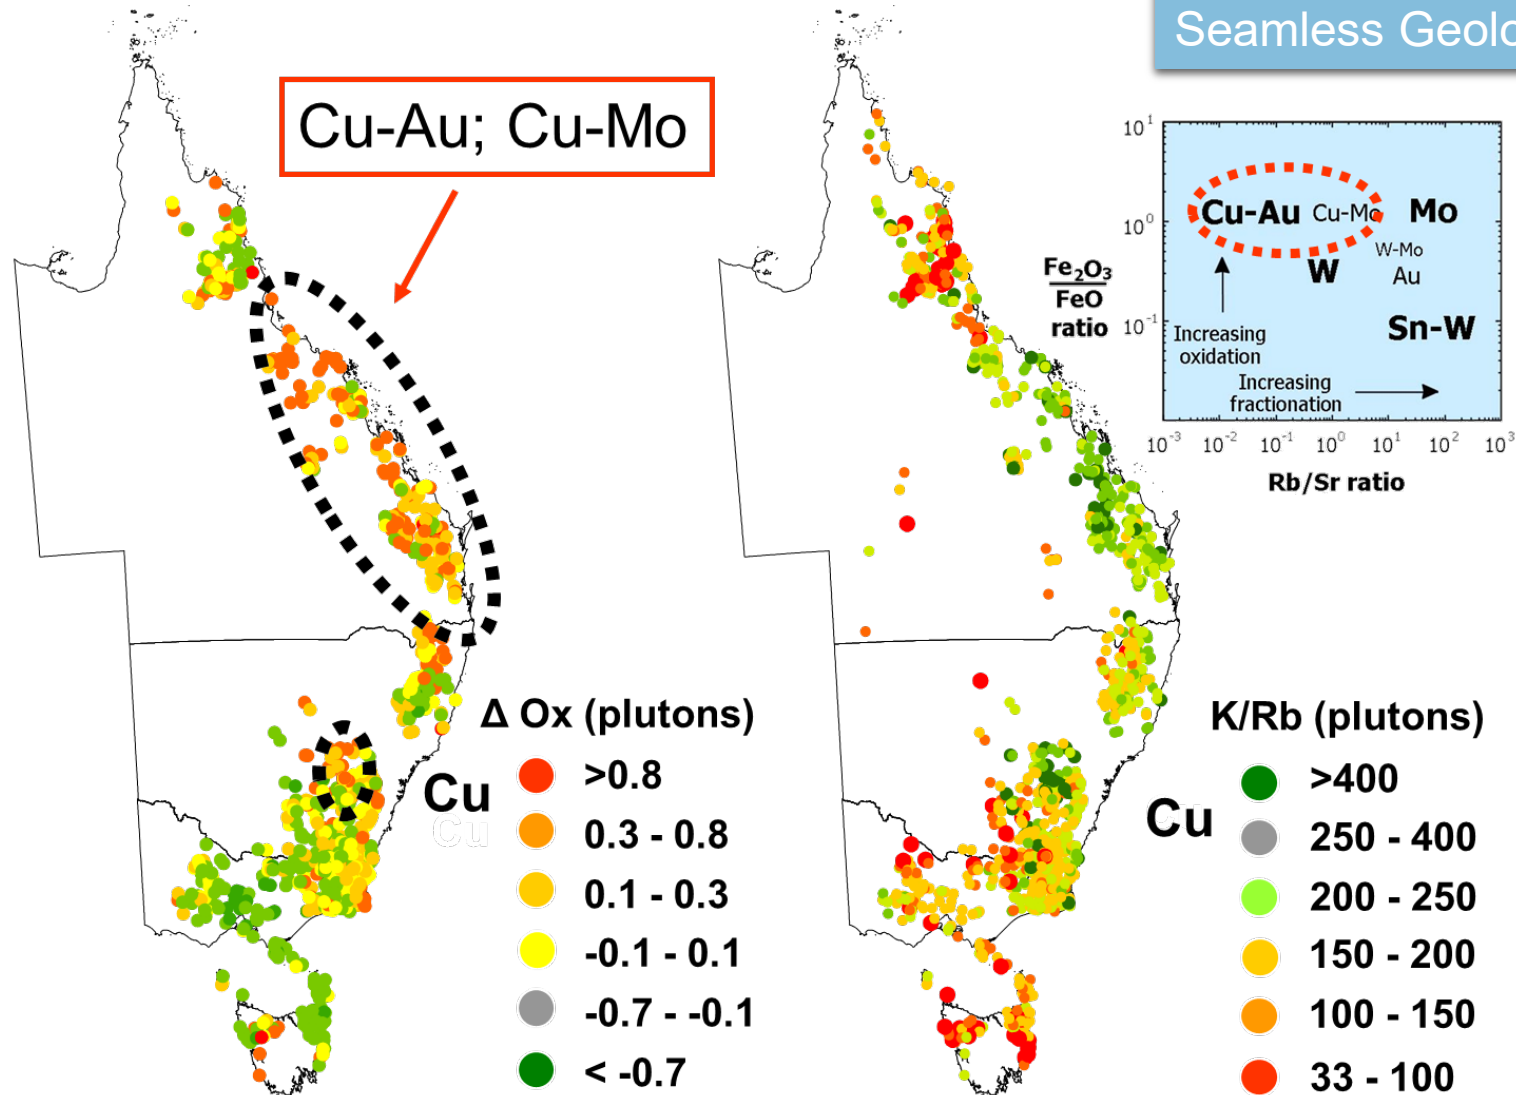 Seamless Geolo
Cu-Au; Cu-Mo
10¹
10⁰
10⁻¹
Fe₂O₃
FeO
ratio
Cu-Au Cu-Mo Mo
W-Mo
W Au
Sn-W
Increasing
oxidation
Increasing
fractionation
10⁻³ 10⁻² 10⁻¹ 10⁰ 10¹ 10² 10³
Rb/Sr ratio
Δ Ox (plutons)
>0.8
0.3 - 0.8
0.1 - 0.3
-0.1 - 0.1
-0.7 - -0.1
< -0.7
Cu
Cu
K/Rb (plutons)
>400
250 - 400
200 - 250
150 - 200
100 - 150
33 - 100
Cu